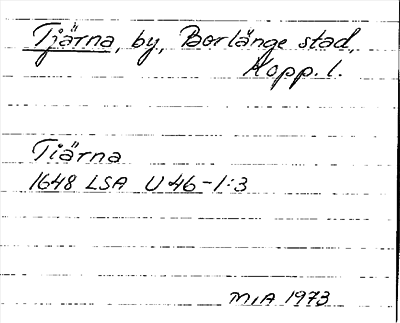 Tjärna, by, Borlänge stad,
Kopp. l.
Tiärna
1648 LSA U 46-1:3
MIA 1973